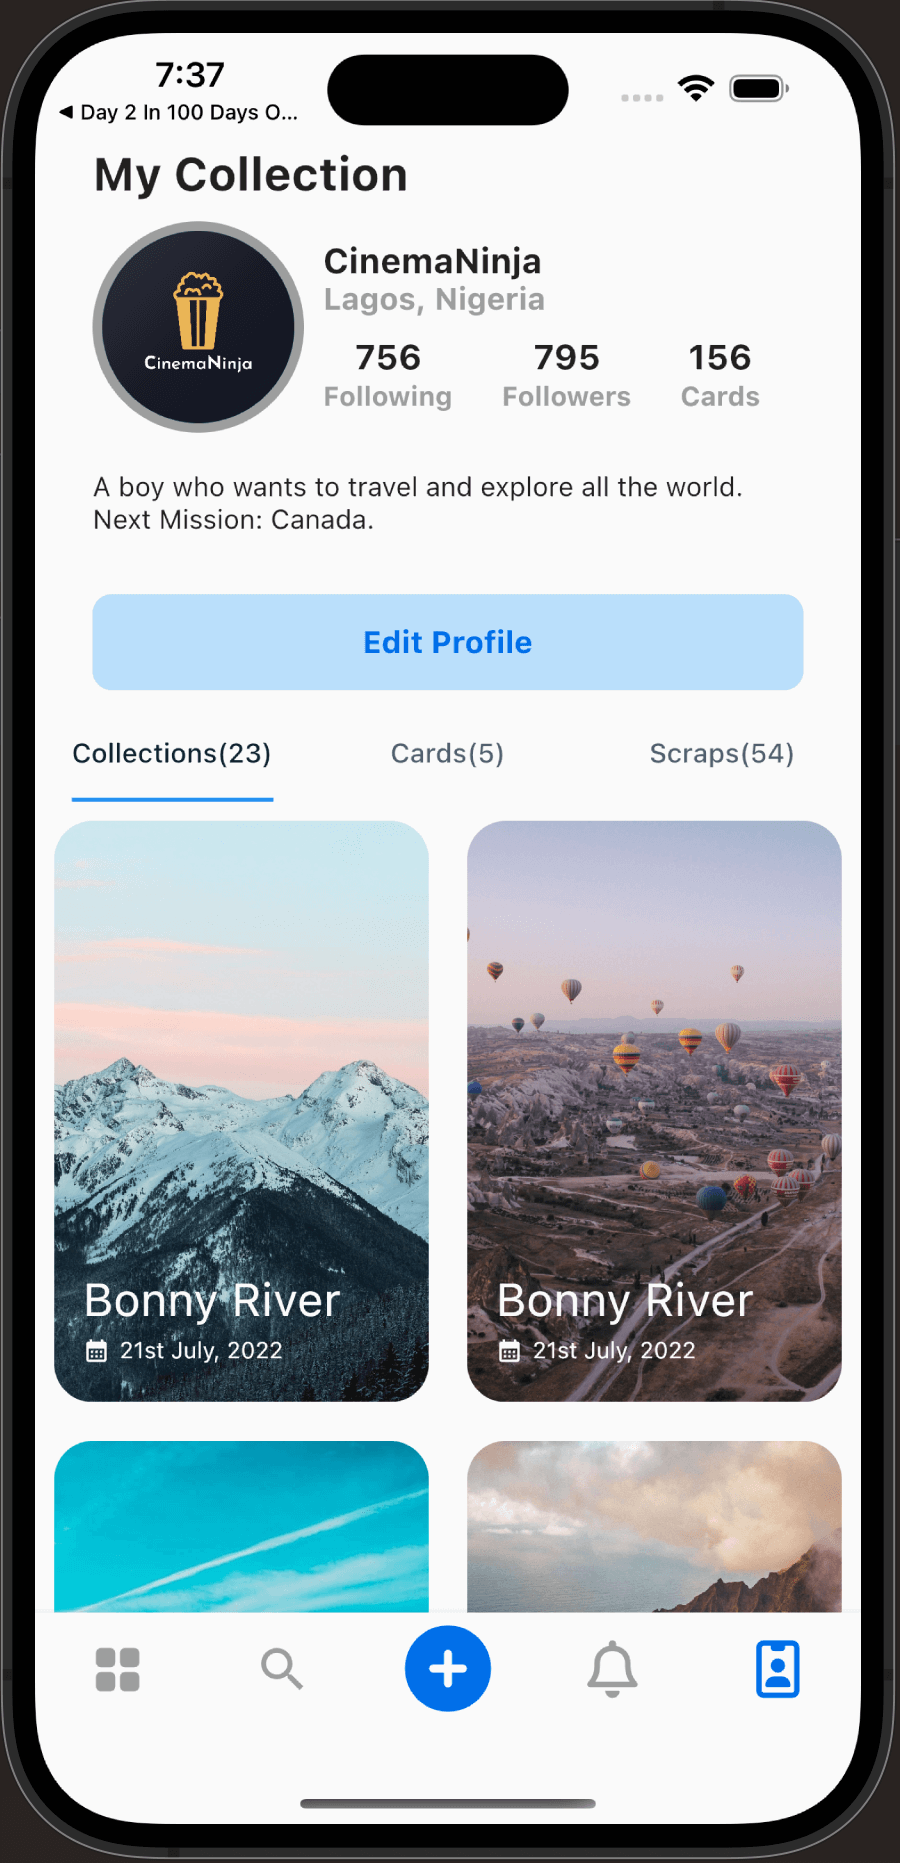 7:37
◀ Day 2 In 100 Days O...
My Collection
CinemaNinja
CinemaNinja
Lagos, Nigeria
756 795 156
Following Followers Cards
A boy who wants to travel and explore all the world.
Next Mission: Canada.
Edit Profile
Collections(23) Cards(5) Scraps(54)
Bonny River
21st July, 2022
Bonny River
21st July, 2022